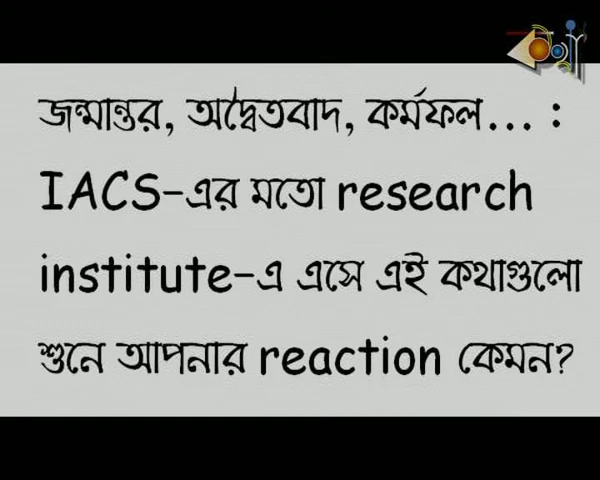 জন্মান্তর, অদ্বৈতবাদ, কর্মফল... :
IACS-এর মতো research
institute-এ এসে এই কথাগুলো
শুনে আপনার reaction কেমন?